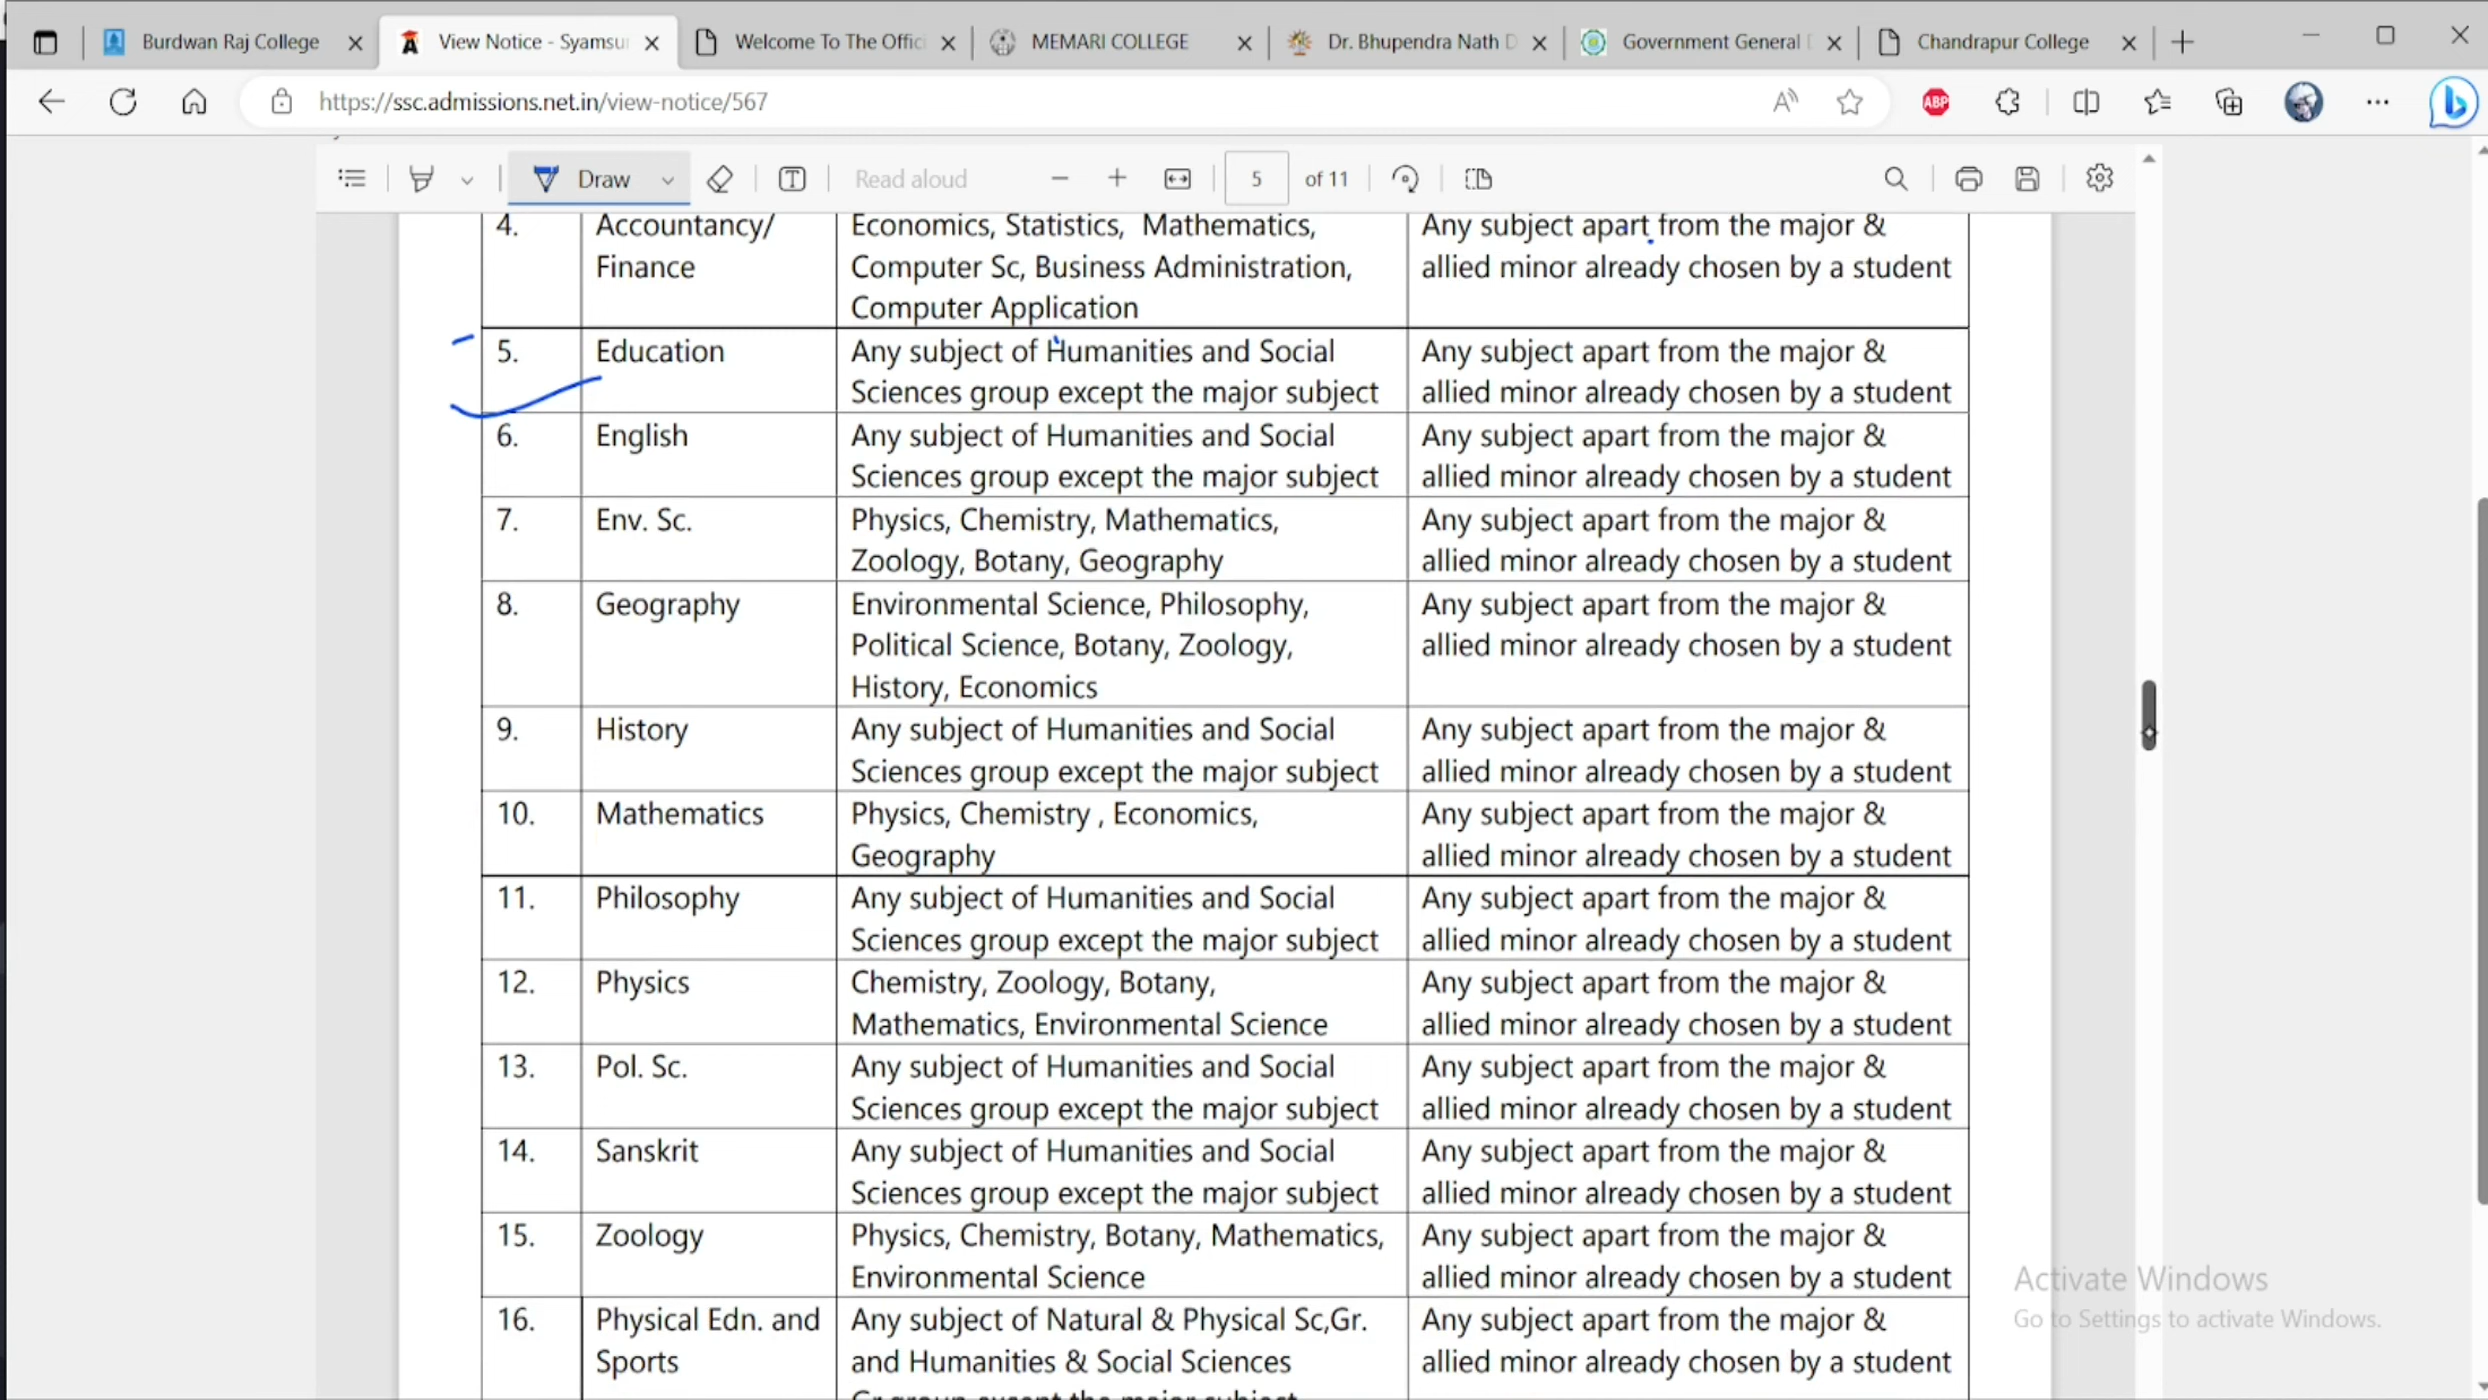 Burdwan Raj College
View Notice - Syamsu
Welcome To The Offic
MEMARI COLLEGE
Dr. Bhupendra Nath D
Government General D
Chandrapur College
https://ssc.admissions.net.in/view-notice/567
ABP
Draw
Read aloud
5 of 11
4. Accountancy/ Economics, Statistics, Mathematics, Any subject apart from the major &
Finance Computer Sc, Business Administration, allied minor already chosen by a student
Computer Application
5. Education Any subject of Humanities and Social Any subject apart from the major &
Sciences group except the major subject allied minor already chosen by a student
6. English Any subject of Humanities and Social Any subject apart from the major &
Sciences group except the major subject allied minor already chosen by a student
7. Env. Sc. Physics, Chemistry, Mathematics, Any subject apart from the major &
Zoology, Botany, Geography allied minor already chosen by a student
8. Geography Environmental Science, Philosophy, Any subject apart from the major &
Political Science, Botany, Zoology, allied minor already chosen by a student
History, Economics
9. History Any subject of Humanities and Social Any subject apart from the major &
Sciences group except the major subject allied minor already chosen by a student
10. Mathematics Physics, Chemistry , Economics, Any subject apart from the major &
Geography allied minor already chosen by a student
11. Philosophy Any subject of Humanities and Social Any subject apart from the major &
Sciences group except the major subject allied minor already chosen by a student
12. Physics Chemistry, Zoology, Botany, Any subject apart from the major &
Mathematics, Environmental Science allied minor already chosen by a student
13. Pol. Sc. Any subject of Humanities and Social Any subject apart from the major &
Sciences group except the major subject allied minor already chosen by a student
14. Sanskrit Any subject of Humanities and Social Any subject apart from the major &
Sciences group except the major subject allied minor already chosen by a student
15. Zoology Physics, Chemistry, Botany, Mathematics, Any subject apart from the major &
Environmental Science allied minor already chosen by a student
16. Physical Edn. and Any subject of Natural & Physical Sc,Gr. Any subject apart from the major &
Sports and Humanities & Social Sciences allied minor already chosen by a student
Gr group except the major subject
Activate Windows
Go to Settings to activate Windows.